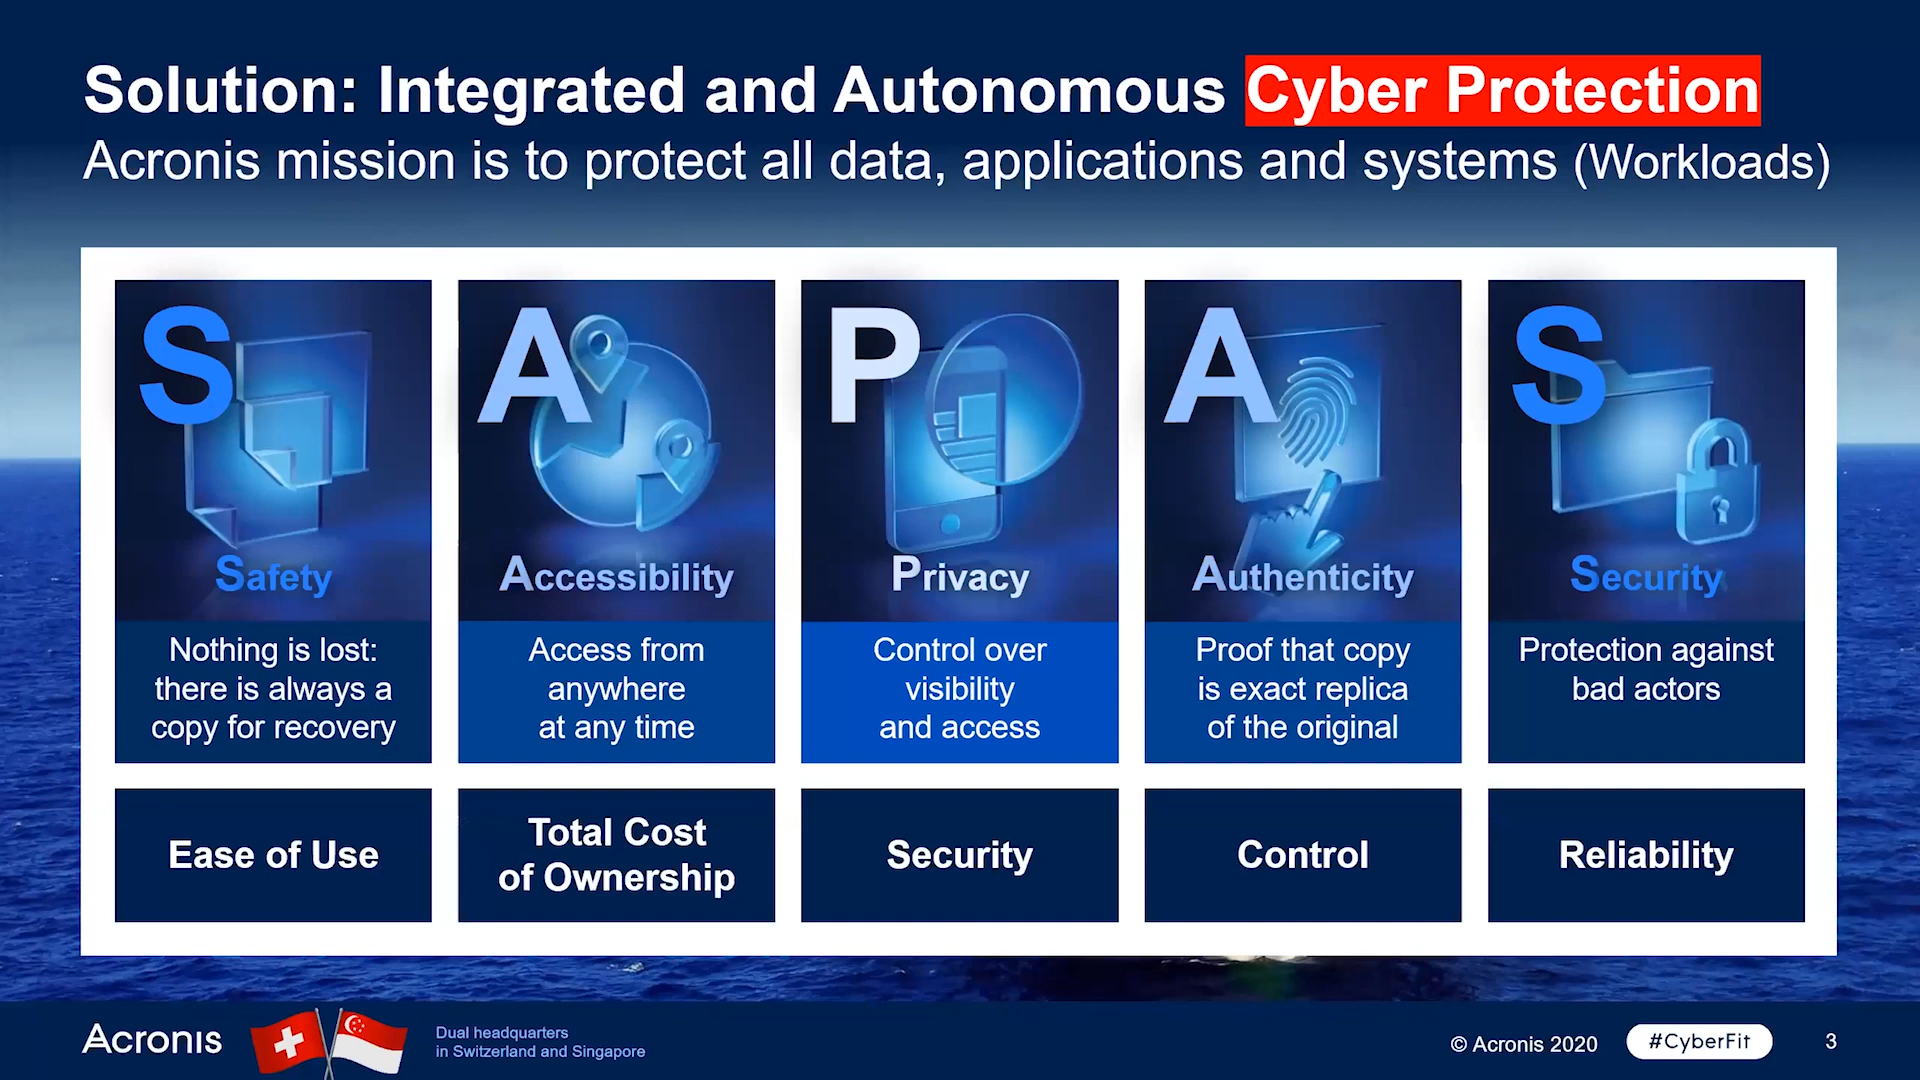 Solution: Integrated and Autonomous Cyber Protection
Acronis mission is to protect all data, applications and systems (Workloads)
S
Safety
Nothing is lost:
there is always a
copy for recovery
A
Accessibility
Access from
anywhere
at any time
P
Privacy
Control over
visibility
and access
A
Authenticity
Proof that copy
is exact replica
of the original
S
Security
Protection against
bad actors
Ease of Use
Total Cost
of Ownership
Security
Control
Reliability
Acronis
Dual headquarters
in Switzerland and Singapore
© Acronis 2020
#CyberFit
3